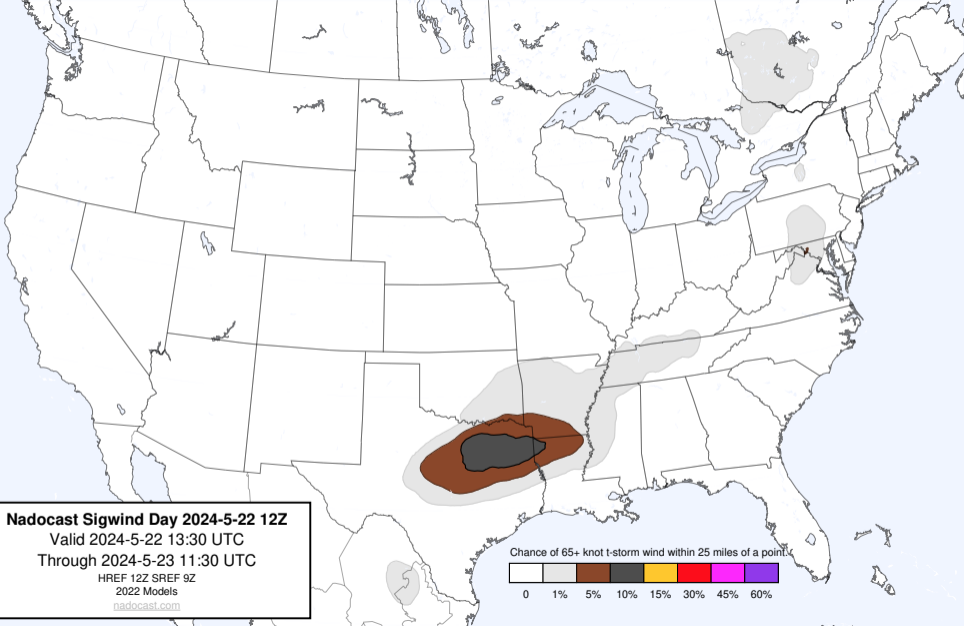 Nadocast Sigwind Day 2024-5-22 12Z
Valid 2024-5-22 13:30 UTC
Through 2024-5-23 11:30 UTC
HREF 12Z SREF 9Z
2022 Models
nadocast.com
Chance of 65+ knot t-storm wind within 25 miles of a point.
0 1% 5% 10% 15% 30% 45% 60%